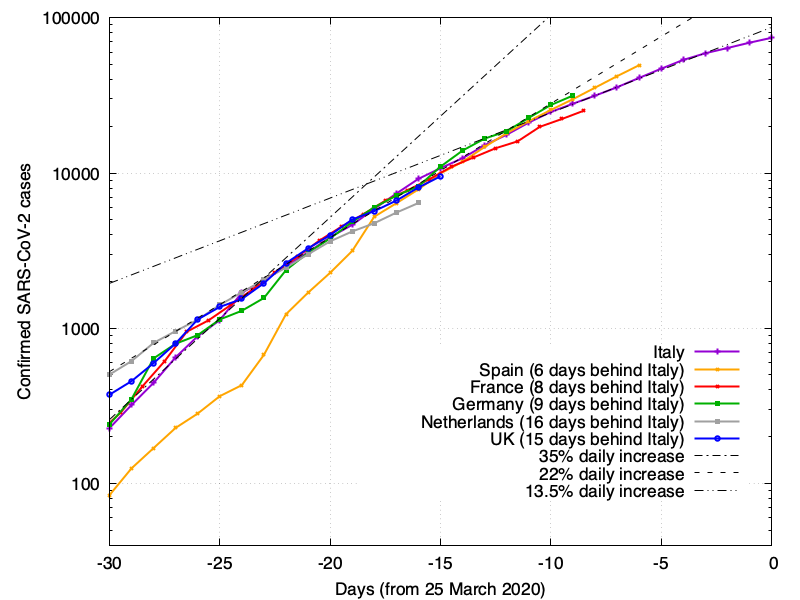 100000
10000
1000
100
Confirmed SARS-CoV-2 cases
Italy
Spain (6 days behind Italy)
France (8 days behind Italy)
Germany (9 days behind Italy)
Netherlands (16 days behind Italy)
UK (15 days behind Italy)
35% daily increase
22% daily increase
13.5% daily increase
-30 -25 -20 -15 -10 -5 0
Days (from 25 March 2020)